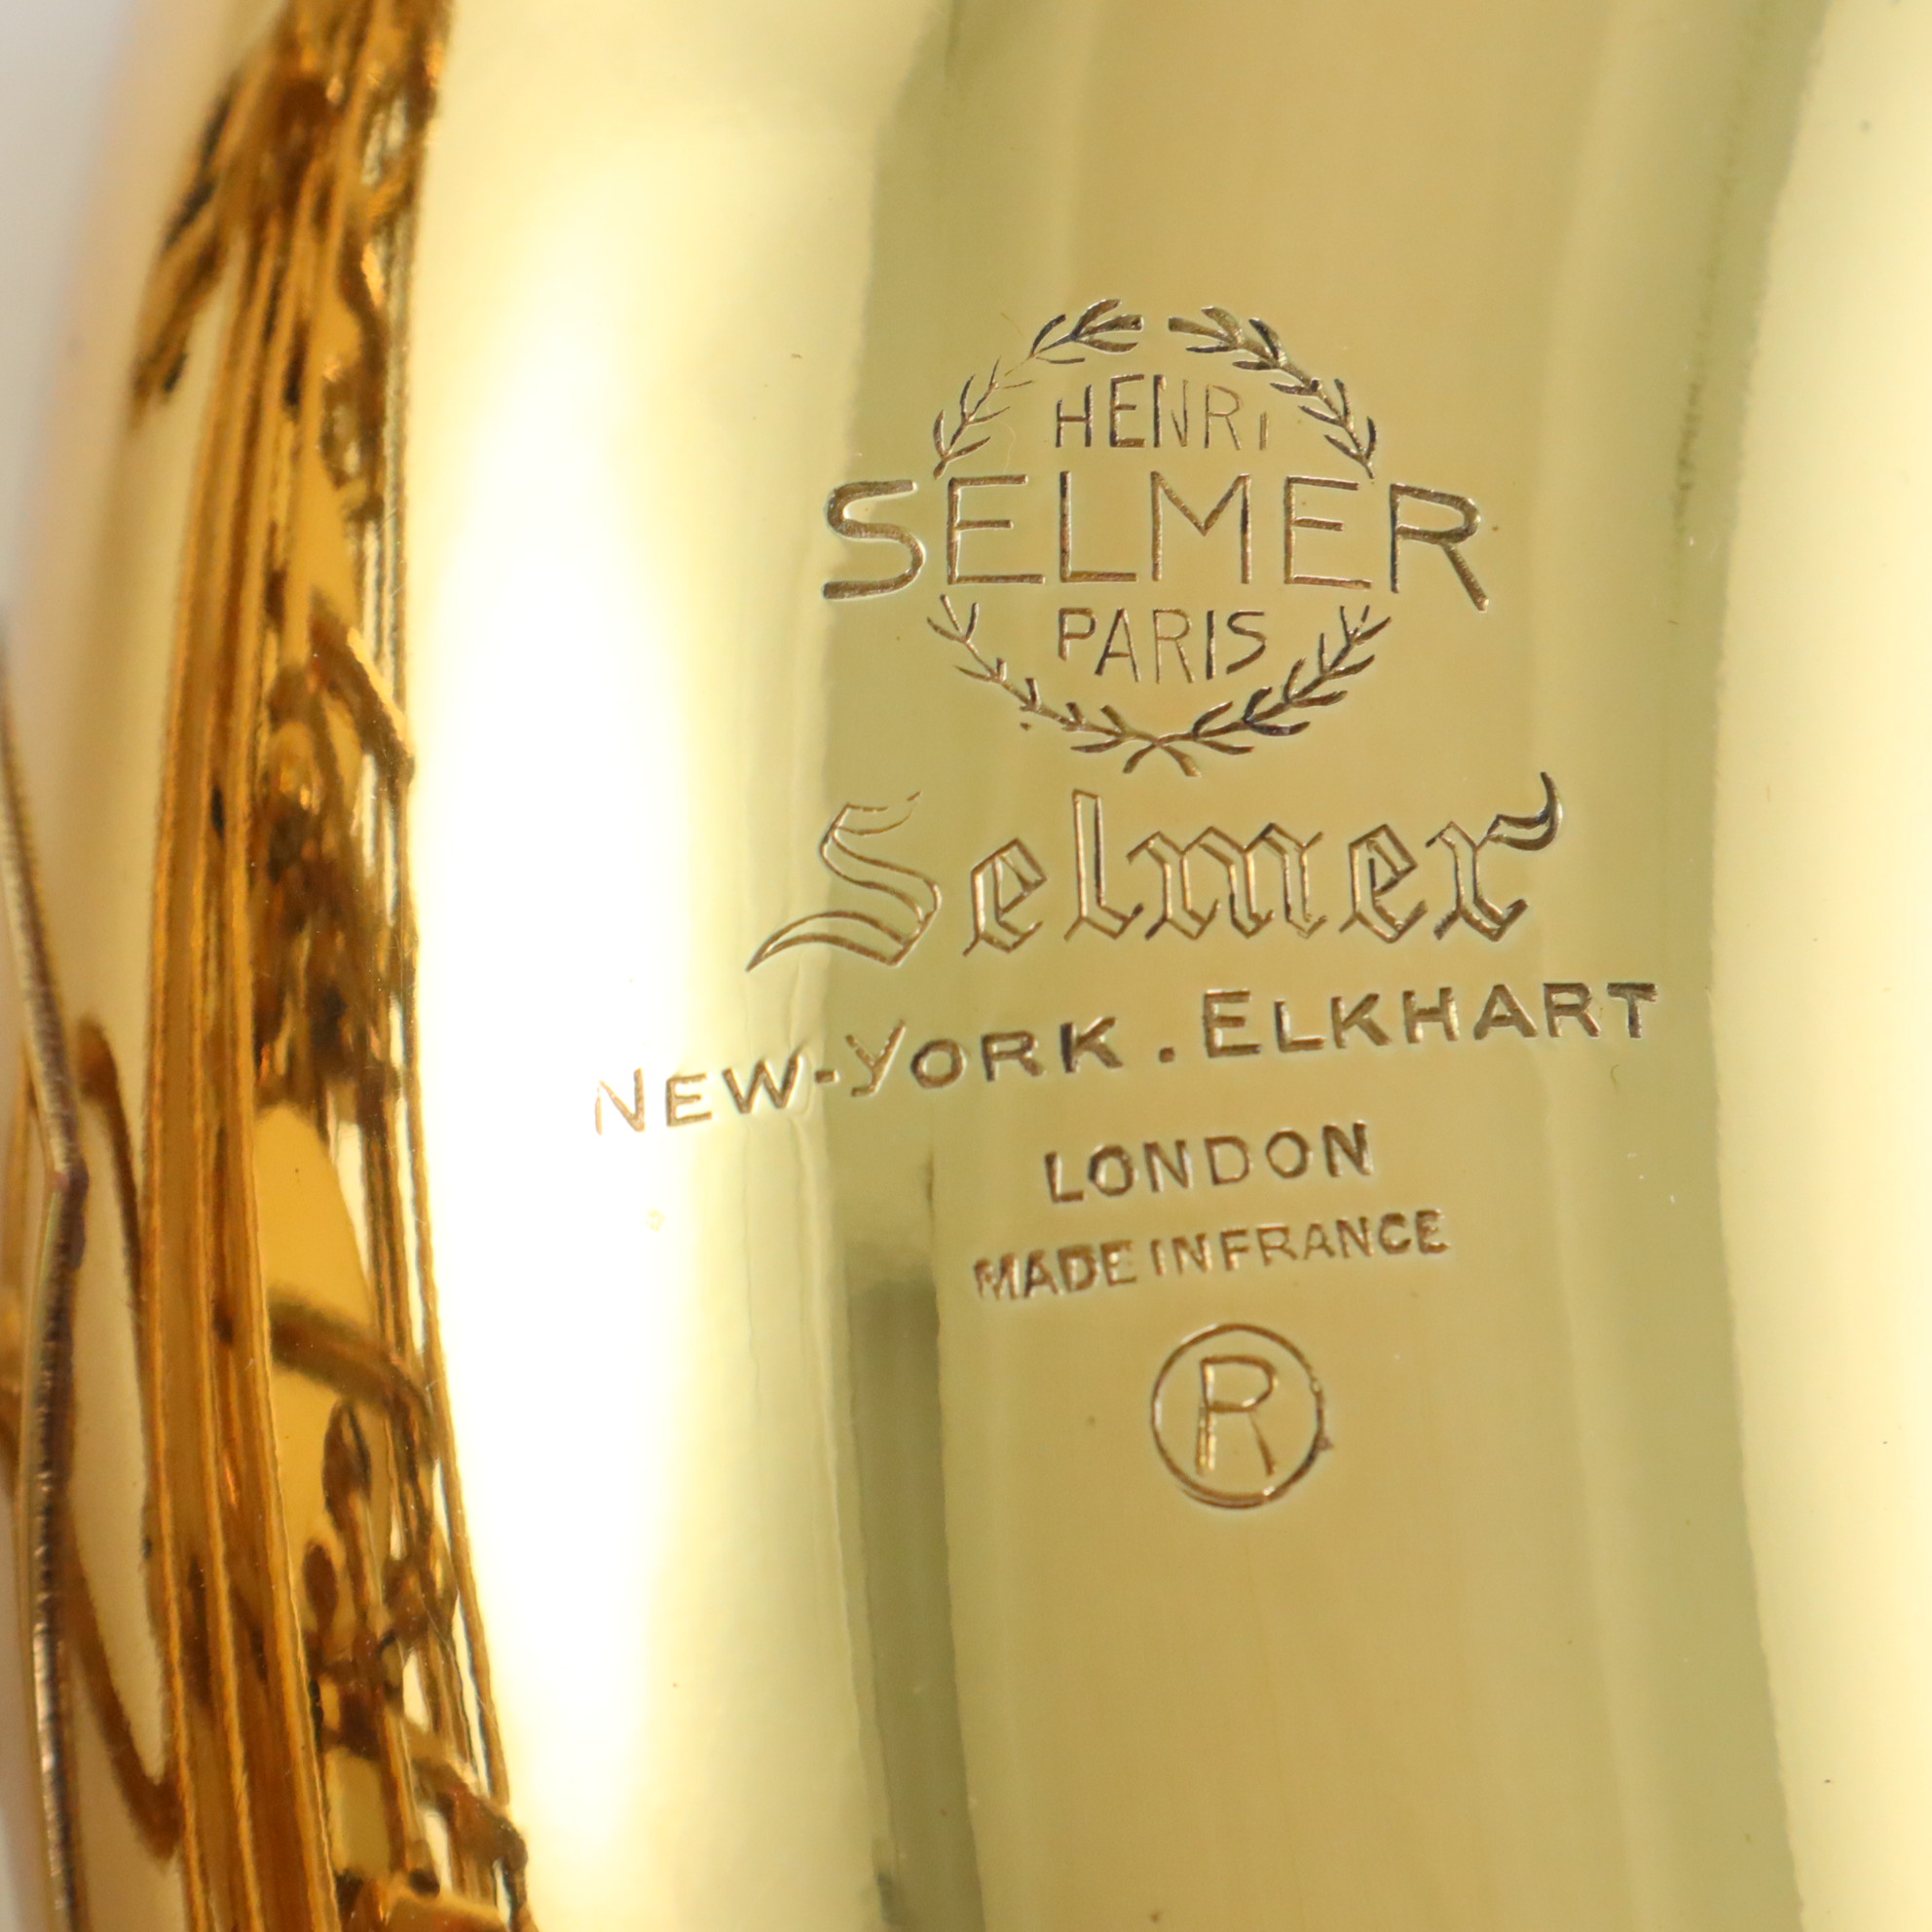 HENRI
SELMER
PARIS
Selmer
NEW-YORK. ELKHART
LONDON
MADE IN FRANCE
®